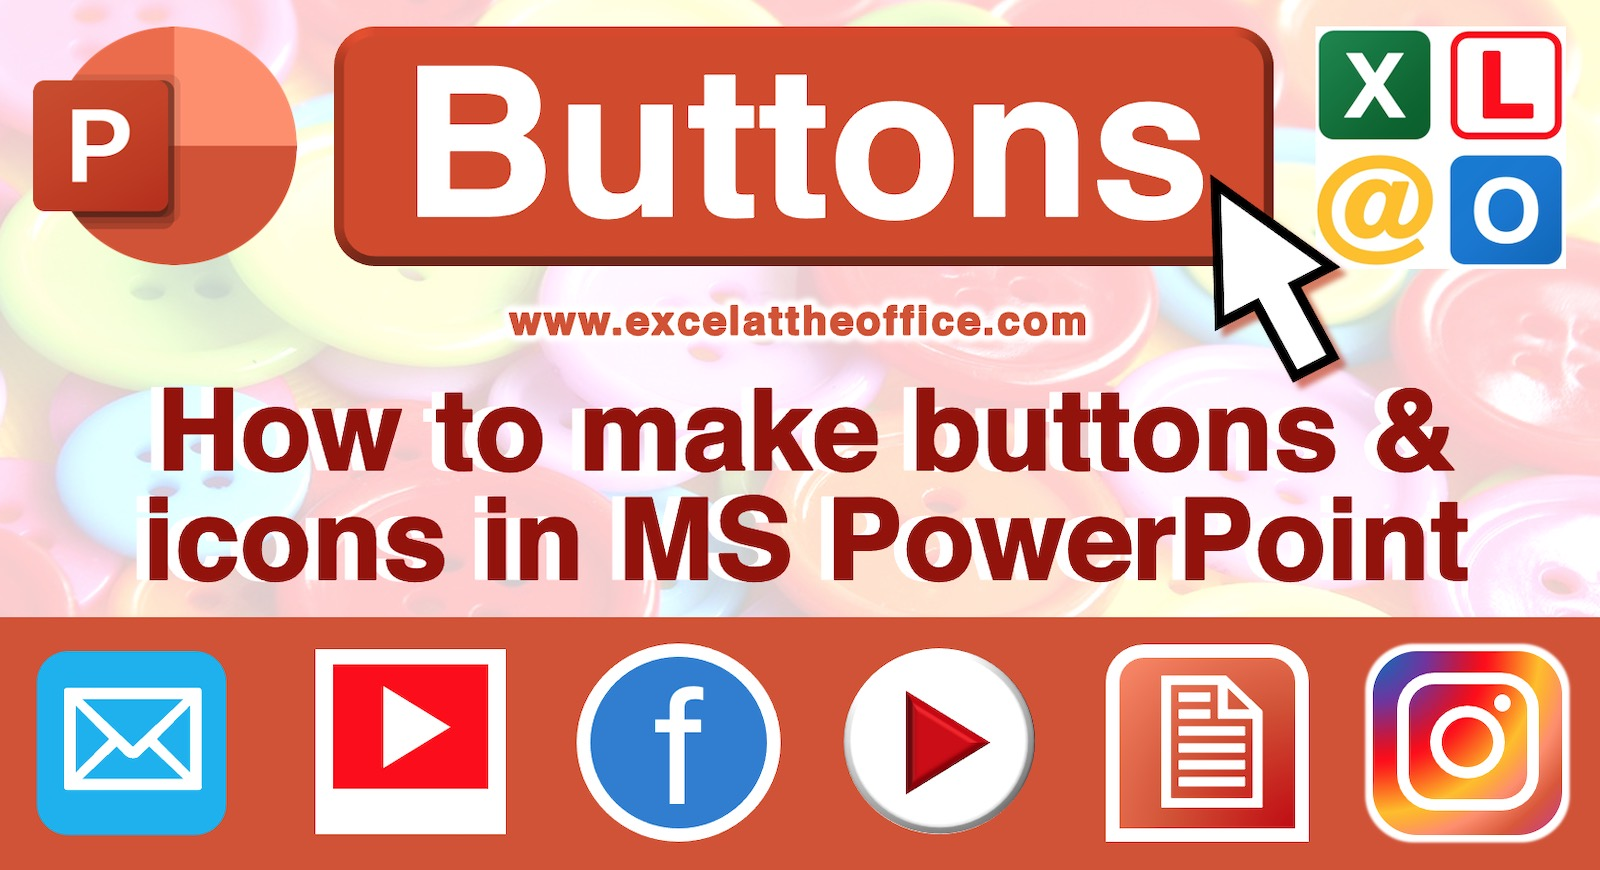 P
Buttons
X L
@ O
www.excelattheoffice.com
How to make buttons &
icons in MS PowerPoint
f